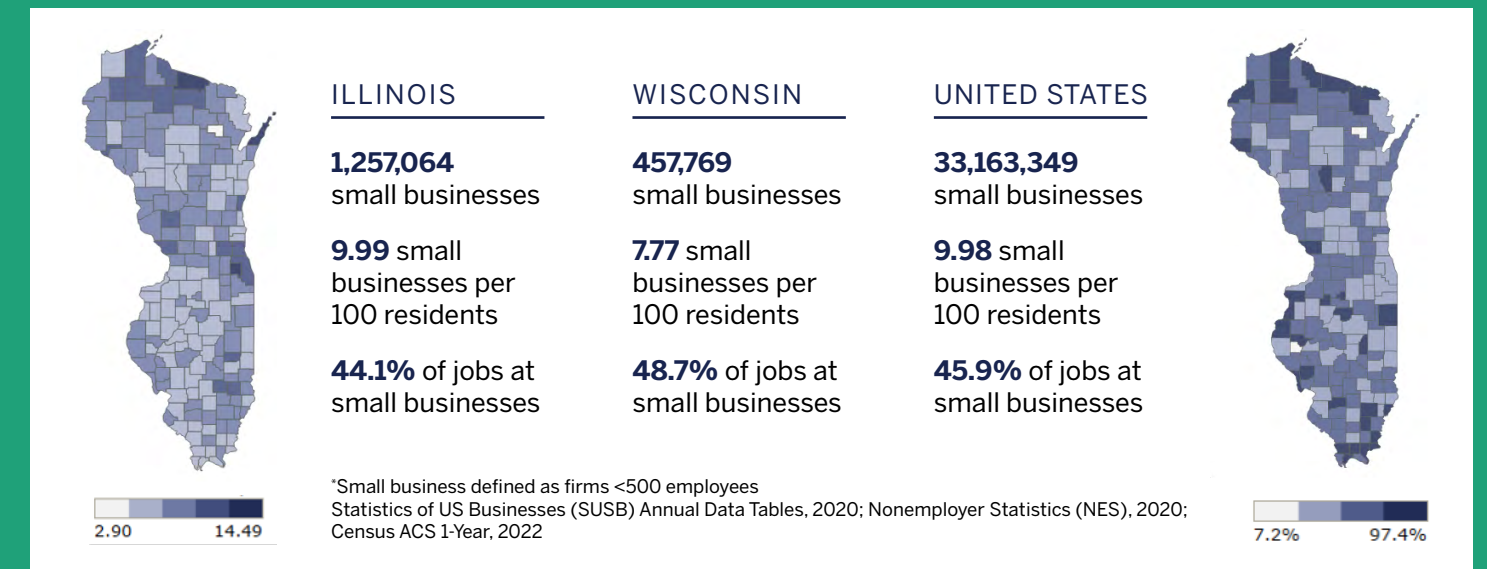 ILLINOIS
1,257,064
small businesses
9.99 small
businesses per
100 residents
44.1% of jobs at
small businesses
WISCONSIN
457,769
small businesses
7.77 small
businesses per
100 residents
48.7% of jobs at
small businesses
UNITED STATES
33,163,349
small businesses
9.98 small
businesses per
100 residents
45.9% of jobs at
small businesses
*Small business defined as firms <500 employees
Statistics of US Businesses (SUSB) Annual Data Tables, 2020; Nonemployer Statistics (NES), 2020;
Census ACS 1-Year, 2022
2.90 14.49
7.2% 97.4%